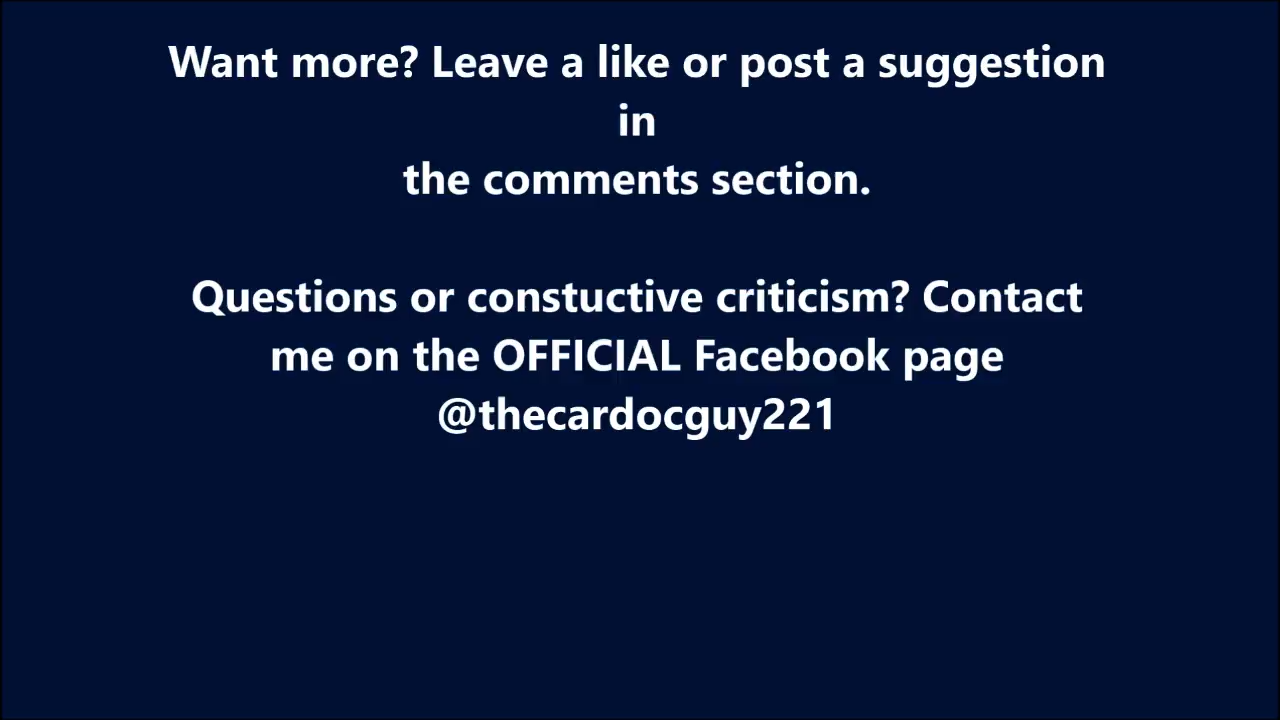 Want more? Leave a like or post a suggestion
in
the comments section.
Questions or constuctive criticism? Contact
me on the OFFICIAL Facebook page
@thecardocguy221